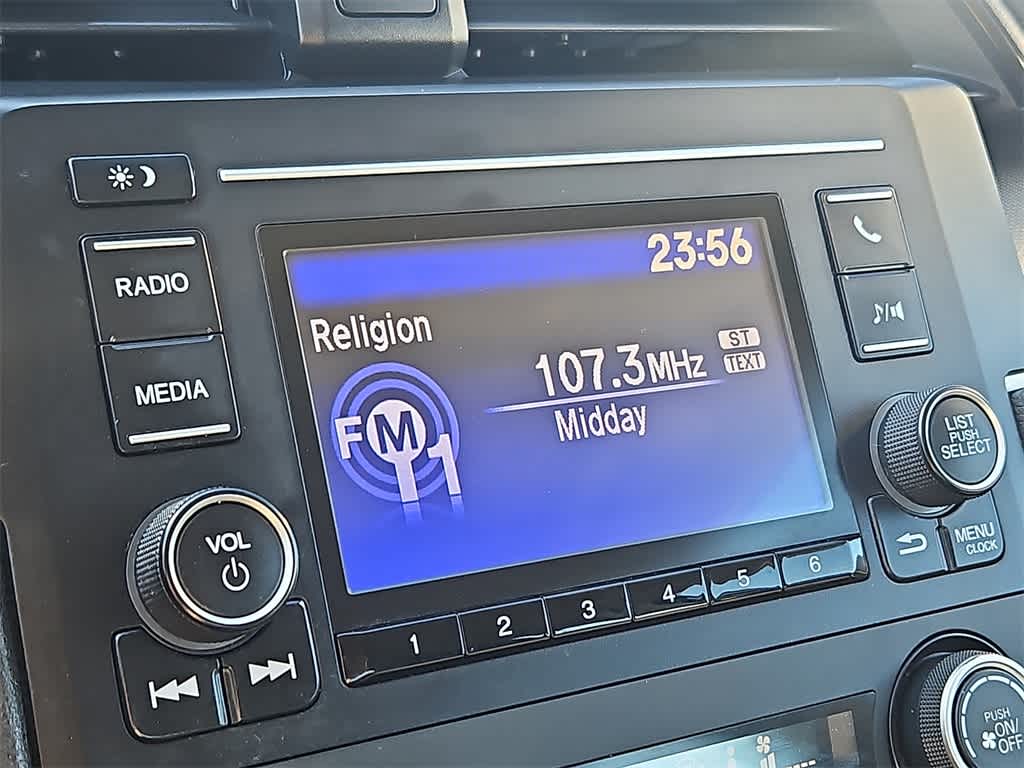 23:56
RADIO
Religion
107.3MHz
ST
TEXT
MEDIA
Midday
FM1
LIST
PUSH
SELECT
VOL
MENU
CLOCK
1 2 3 4 5 6
PUSH
ON/
OFF